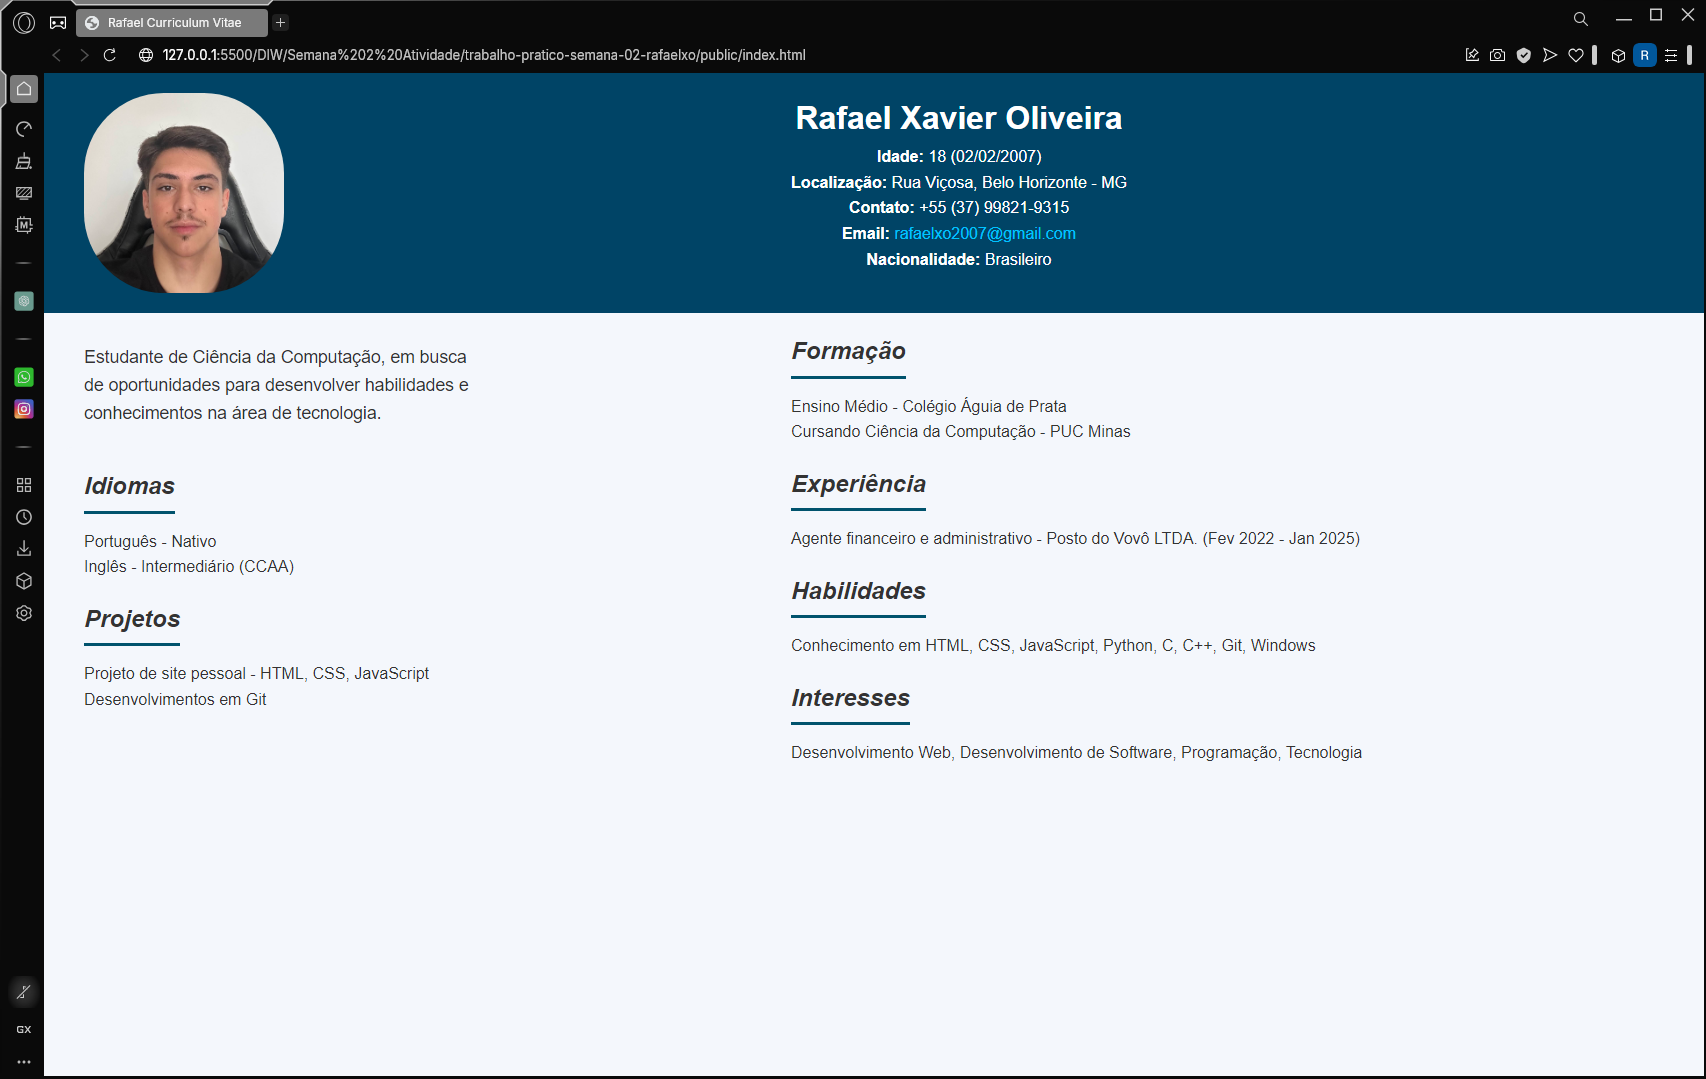 Rafael Curriculum Vitae
127.0.0.1:5500/DIW/Semana%202%20Atividade/trabalho-pratico-semana-02-rafaelxo/public/index.html
R
M
GX
Rafael Xavier Oliveira
Idade: 18 (02/02/2007)
Localização: Rua Viçosa, Belo Horizonte - MG
Contato: +55 (37) 99821-9315
Email: rafaelxo2007@gmail.com
Nacionalidade: Brasileiro
Estudante de Ciência da Computação, em busca
de oportunidades para desenvolver habilidades e
conhecimentos na área de tecnologia.
Idiomas
Português - Nativo
Inglês - Intermediário (CCAA)
Projetos
Projeto de site pessoal - HTML, CSS, JavaScript
Desenvolvimentos em Git
Formação
Ensino Médio - Colégio Águia de Prata
Cursando Ciência da Computação - PUC Minas
Experiência
Agente financeiro e administrativo - Posto do Vovô LTDA. (Fev 2022 - Jan 2025)
Habilidades
Conhecimento em HTML, CSS, JavaScript, Python, C, C++, Git, Windows
Interesses
Desenvolvimento Web, Desenvolvimento de Software, Programação, Tecnologia